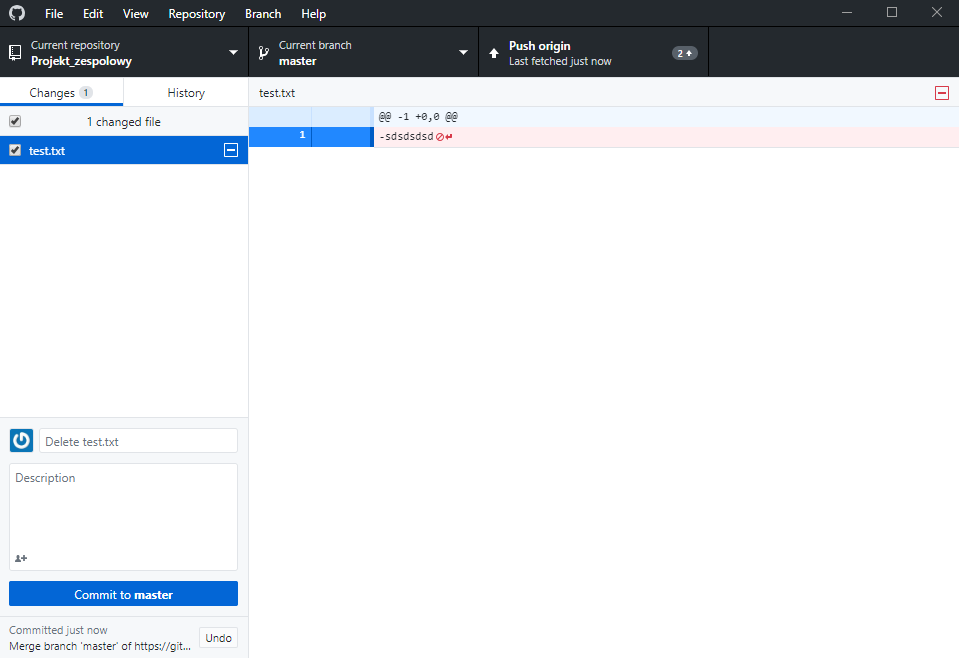 File Edit View Repository Branch Help
Current repository
Projekt_zespolowy
Current branch
master
Push origin
Last fetched just now
2
Changes 1
History
test.txt
1 changed file
test.txt
@@ -1 +0,0 @@
1 -sdsdsdsd
Delete test.txt
Description
Commit to master
Committed just now
Merge branch 'master' of https://git...
Undo